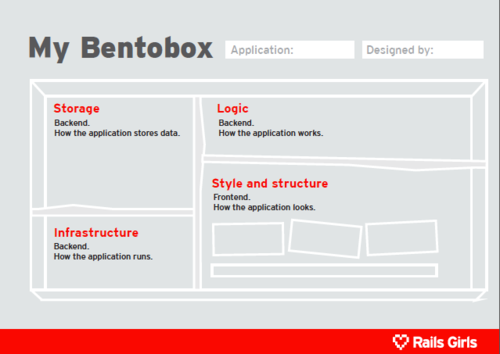 My Bentobox
Application:
Designed by:
Storage
Backend.
How the application stores data.
Logic
Backend.
How the application works.
Style and structure
Frontend.
How the application looks.
Infrastructure
Backend.
How the application runs.
Rails Girls